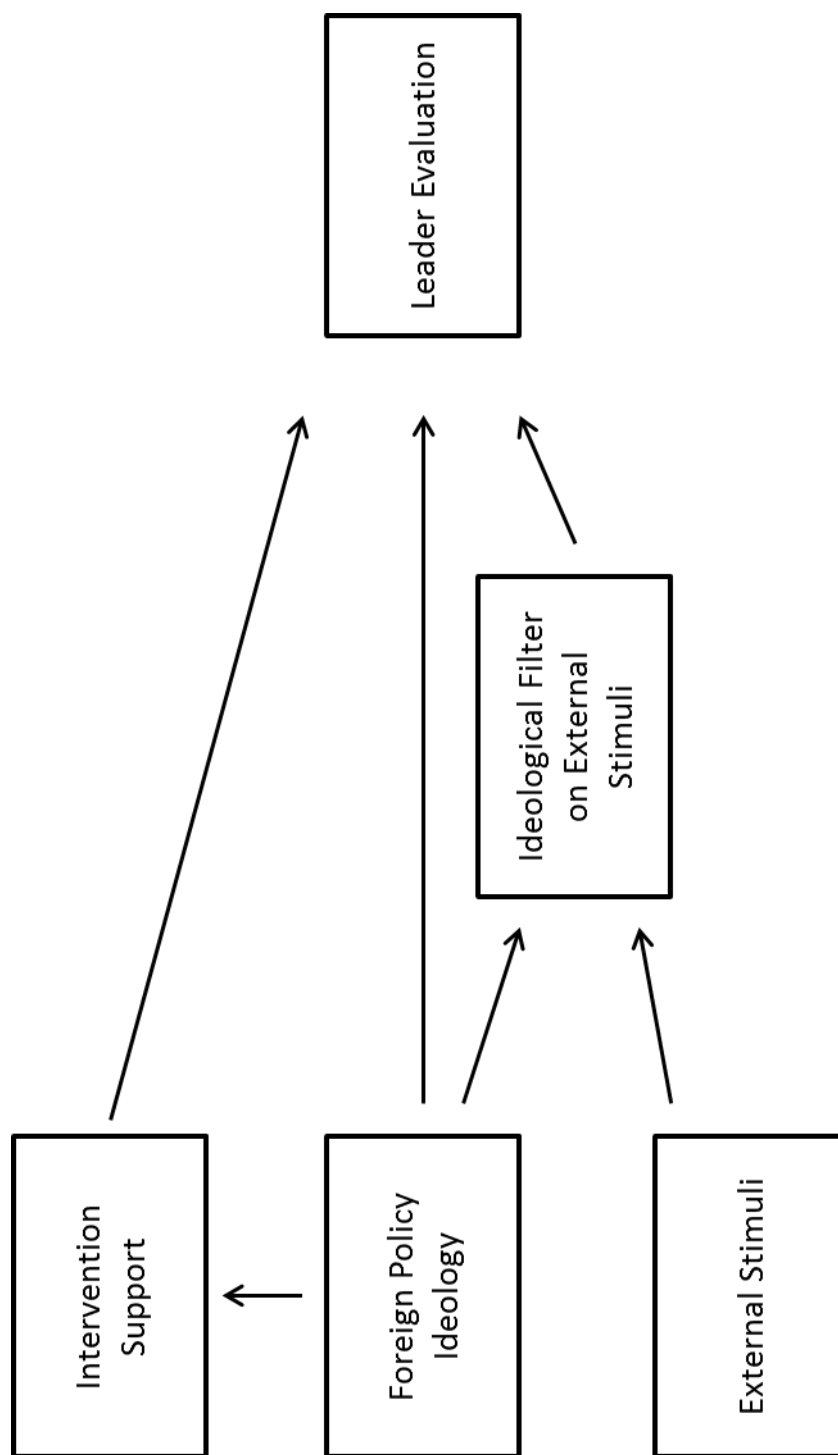 Intervention
Support
Foreign Policy
Ideology
External Stimuli
Ideological Filter
on External
Stimuli
Leader Evaluation